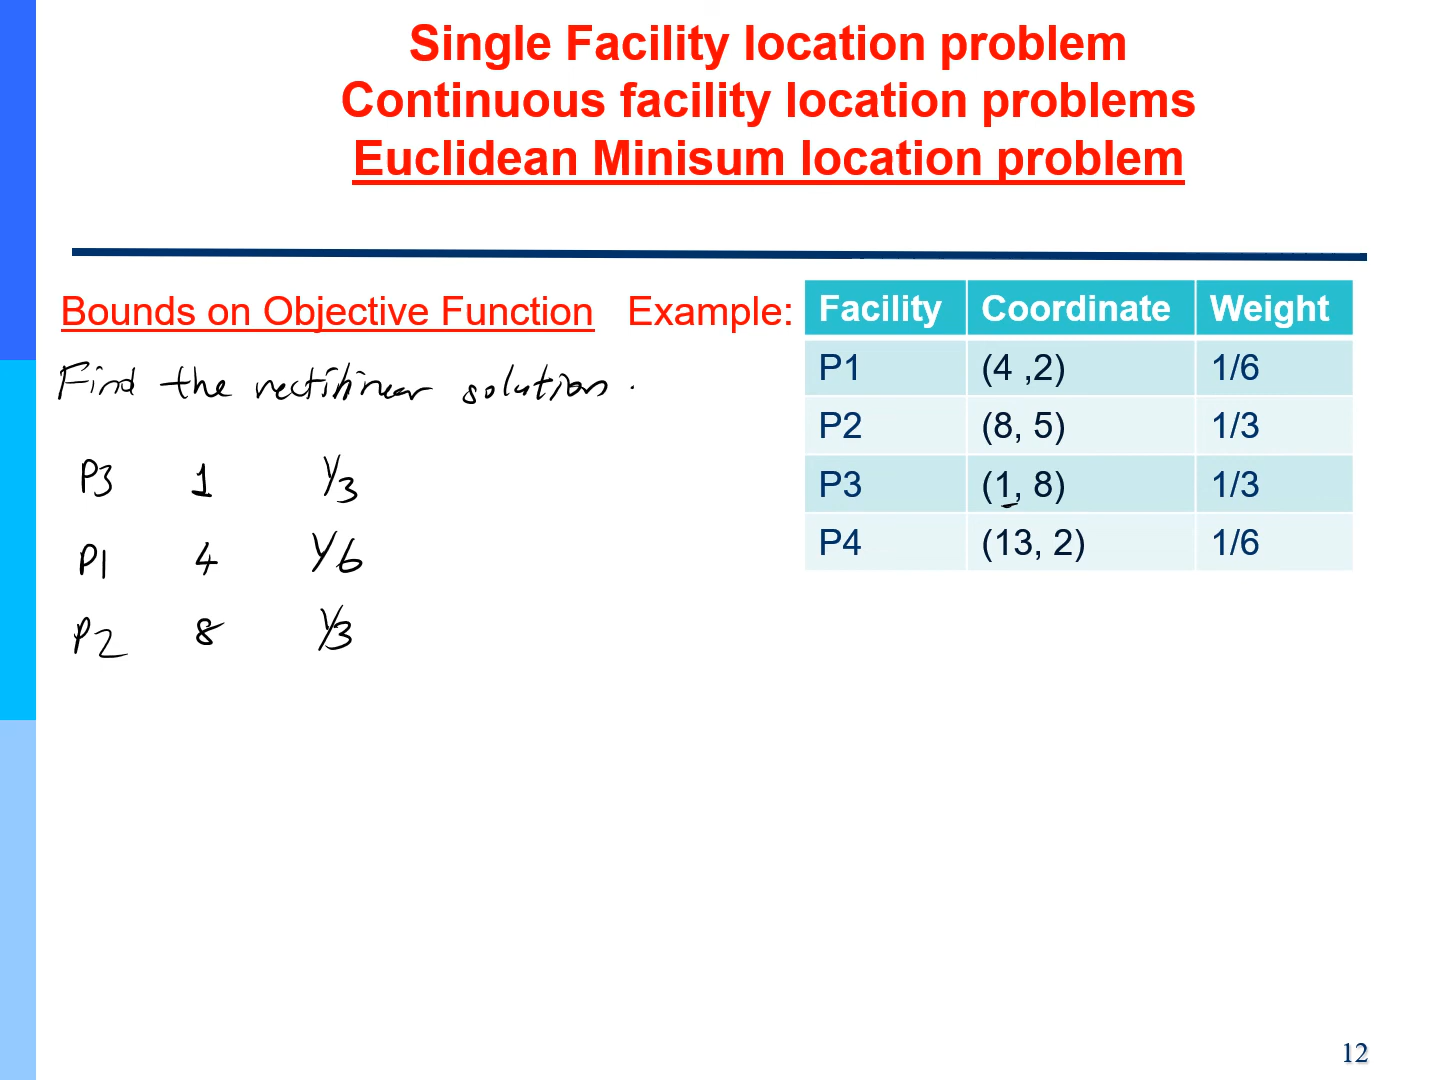 Single Facility location problem
Continuous facility location problems
Euclidean Minisum location problem
Bounds on Objective Function Example:
Find the rectilinear solution.
P3 1 1/3
P1 4 1/6
P2 8 1/3
Facility Coordinate Weight
P1 (4 ,2) 1/6
P2 (8, 5) 1/3
P3 (1, 8) 1/3
P4 (13, 2) 1/6
12